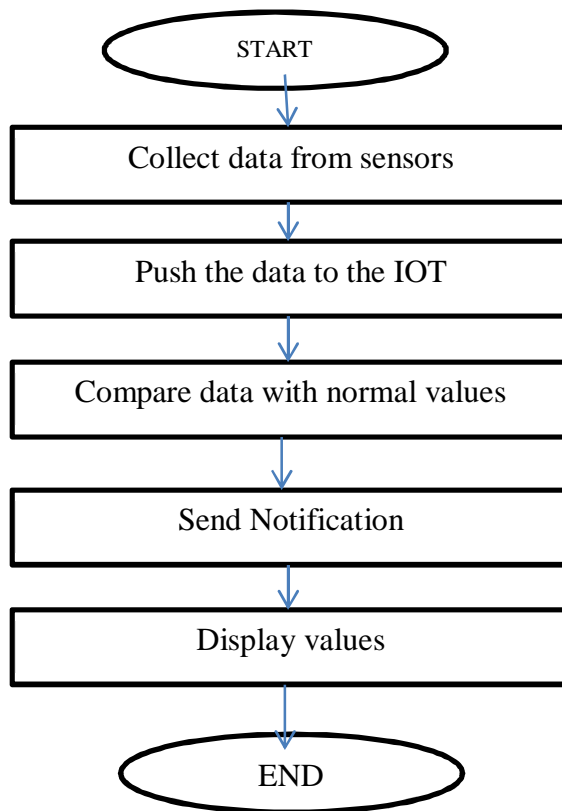 START
Collect data from sensors
Push the data to the IOT
Compare data with normal values
Send Notification
Display values
END